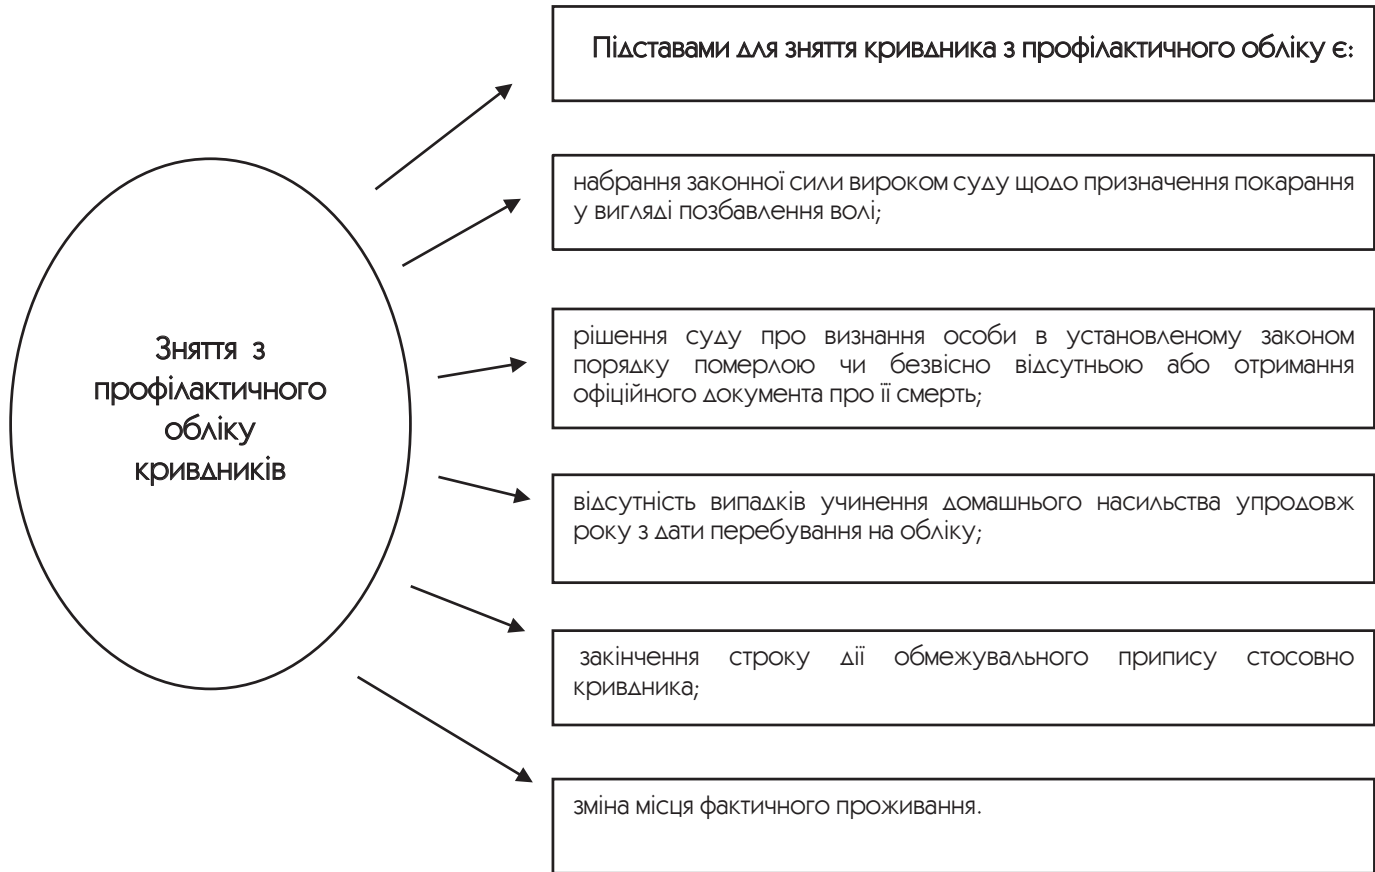 Підставами для зняття кривдника з профілактичного обліку є:
набрання законної сили вироком суду щодо призначення покарання
у вигляді позбавлення волі;
рішення суду про визнання особи в установленому законом
порядку померлою чи безвісно відсутньою або отримання
офіційного документа про її смерть;
Зняття з
профілактичного
обліку
кривдників
відсутність випадків учинення домашнього насильства упродовж
року з дати перебування на обліку;
закінчення строку дії обмежувального припису стосовно
кривдника;
зміна місця фактичного проживання.